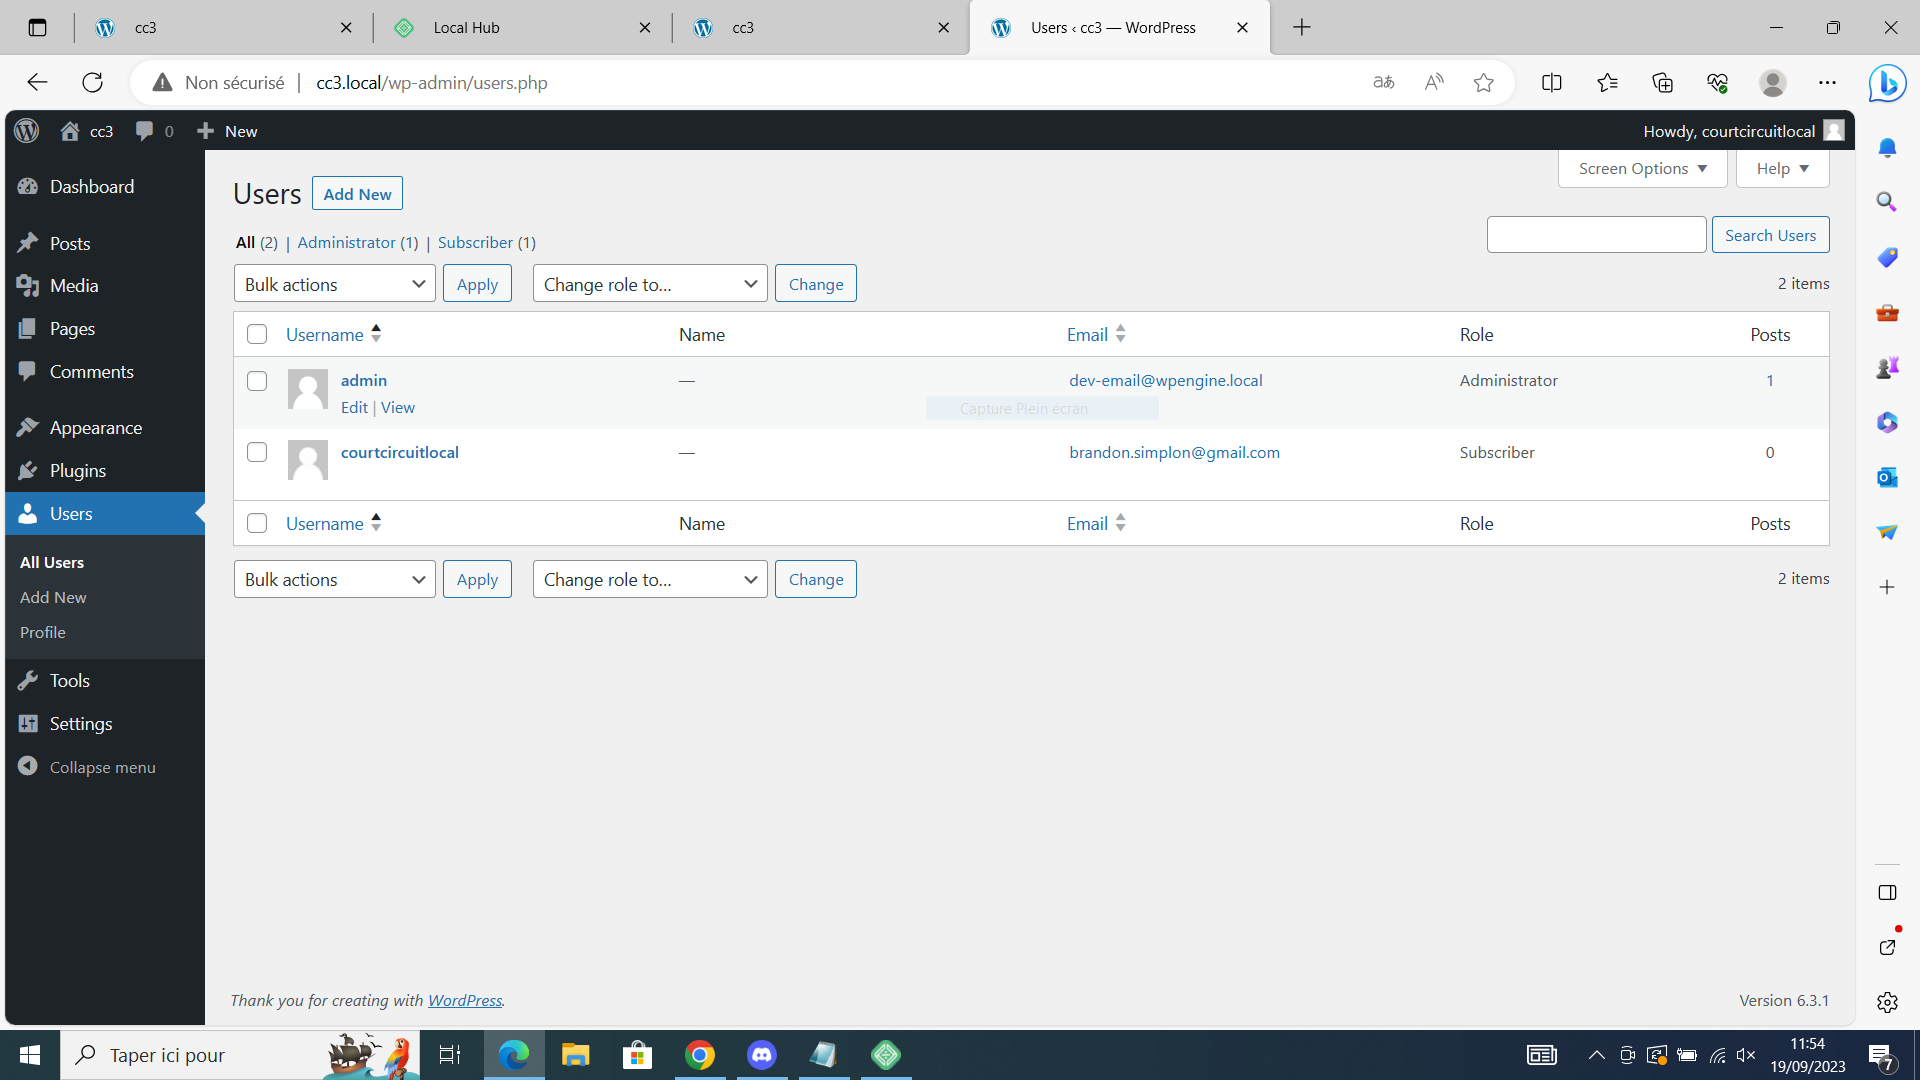 cc3
Local Hub
cc3
Users ‹ cc3 — WordPress
Non sécurisé | cc3.local/wp-admin/users.php
cc3 0 New
Howdy, courtcircuitlocal
Screen Options
Help
Dashboard
Posts
Media
Pages
Comments
Appearance
Plugins
Users
All Users
Add New
Profile
Tools
Settings
Collapse menu
Users Add New
All (2) | Administrator (1) | Subscriber (1)
Search Users
Bulk actions Apply Change role to... Change 2 items
Username Name Email Role Posts
admin — dev-email@wpengine.local Administrator 1
Edit | View
Capture Plein écran
courtcircuitlocal — brandon.simplon@gmail.com Subscriber 0
Username Name Email Role Posts
Bulk actions Apply Change role to... Change 2 items
Thank you for creating with WordPress.
Version 6.3.1
Taper ici pour
11:54
19/09/2023
7